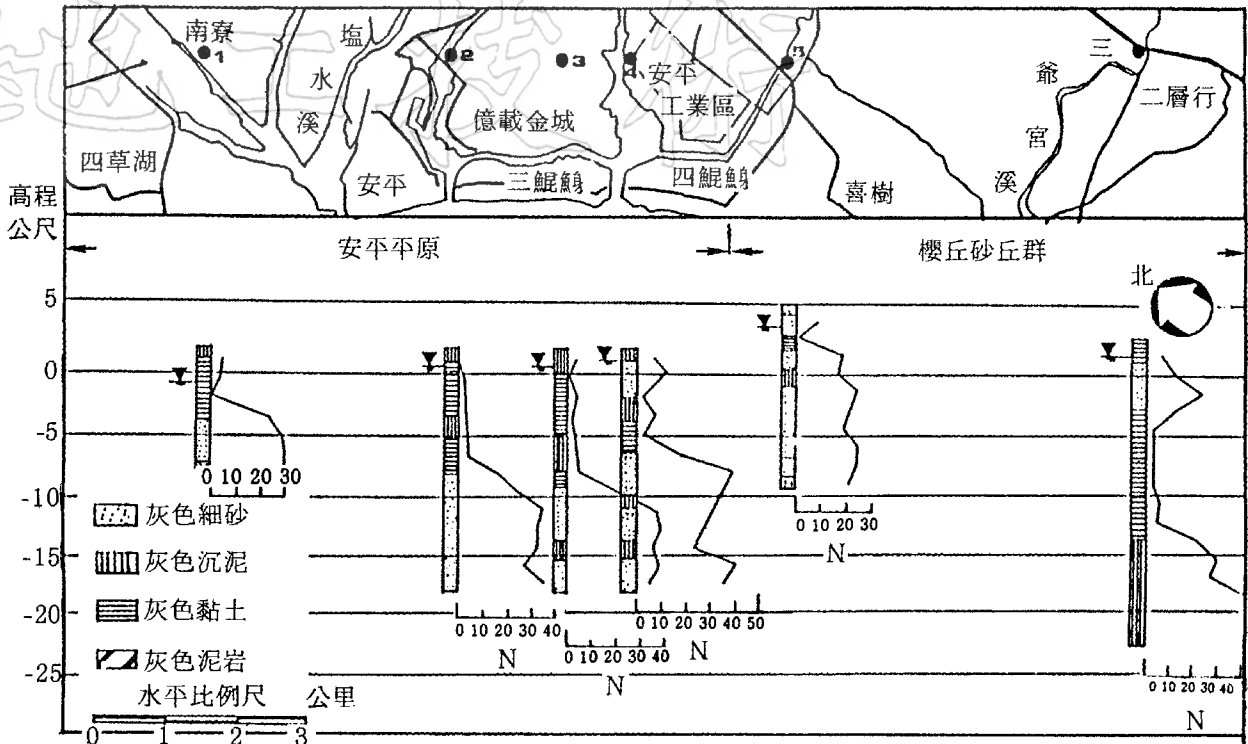 南寮
塩
水
溪
1
2
3
4
5
三
爺
宮
溪
安平
工業區
二層行
億載金城
四草湖
安平
三鯤鯓
四鯤鯓
喜樹
高程
公尺
安平平原
櫻丘砂丘群
北
5
0
-5
-10
-15
-20
-25
0 10 20 30
0 10 20 30 40
N
0 10 20 30 40
N
0 10 20 30 40 50
N
0 10 20 30
N
0 10 20 30 40
N
灰色細砂
灰色沉泥
灰色黏土
灰色泥岩
水平比例尺 公里
0 1 2 3